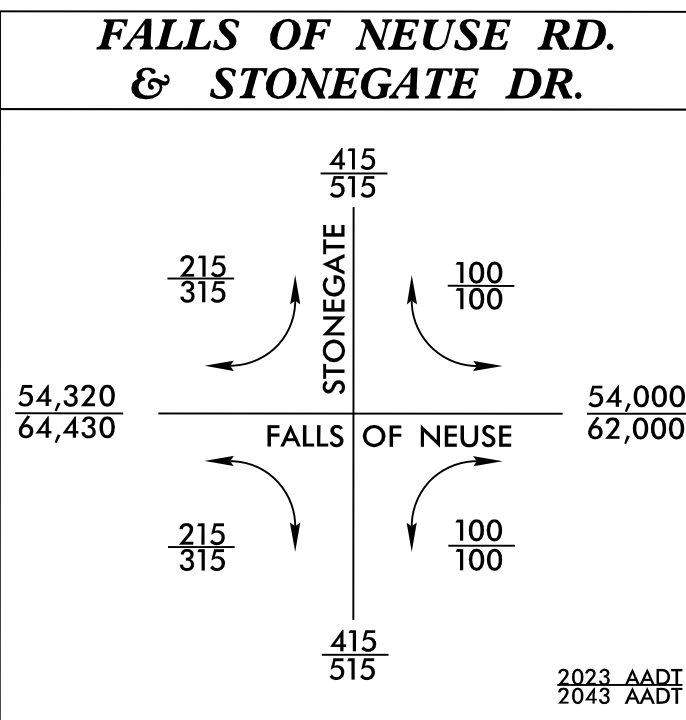 FALLS OF NEUSE RD.
& STONEGATE DR.
415
515
215
315
STONEGATE
100
100
54,320
64,430
54,000
62,000
FALLS OF NEUSE
215
315
100
100
415
515
2023 AADT
2043 AADT